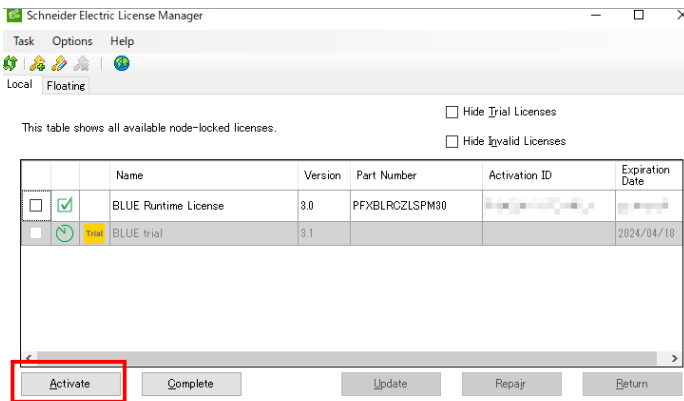 Schneider Electric License Manager
Task Options Help
Local Floating
Hide Trial Licenses
This table shows all available node-locked licenses.
Hide Invalid Licenses
Name Version Part Number Activation ID Expiration Date
BLUE Runtime License 3.0 PFXBLRCZLSPM30
Trial BLUE trial 3.1 2024/04/18
Activate Complete Update Repair Return